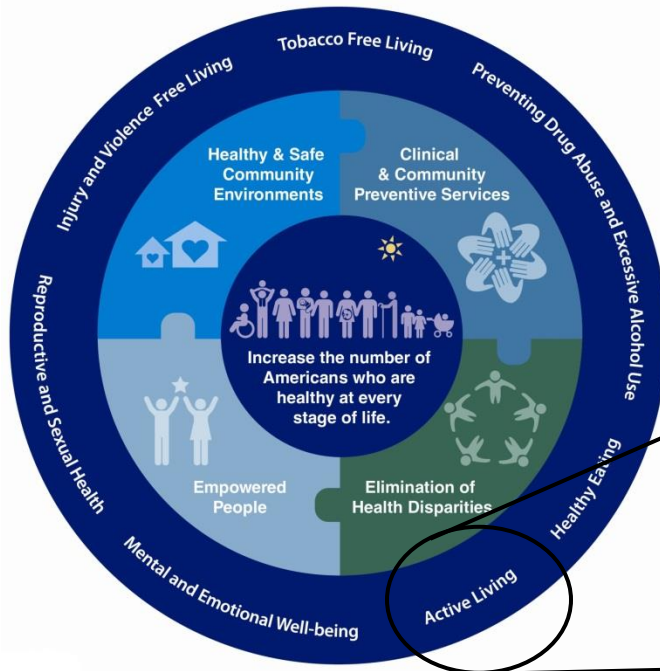 Tobacco Free Living
Preventing Drug Abuse and Excessive Alcohol Use
Healthy Eating
Active Living
Mental and Emotional Well-being
Reproductive and Sexual Health
Injury and Violence Free Living
Healthy & Safe
Community
Environments
Clinical
& Community
Preventive Services
Increase the number of
Americans who are
healthy at every
stage of life.
Empowered
People
Elimination of
Health Disparities